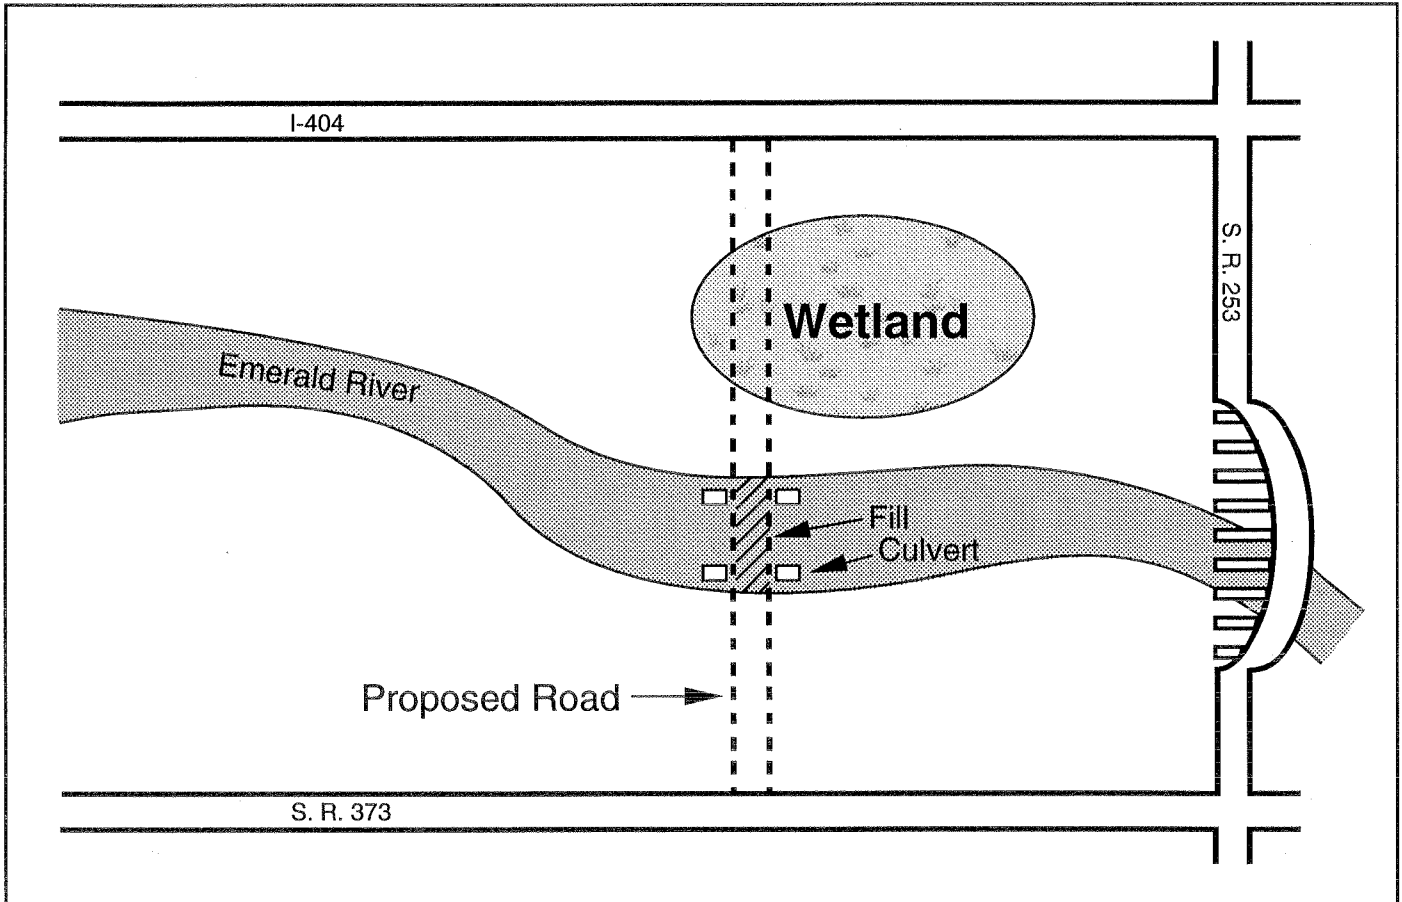 I-404
S. R. 253
Wetland
Emerald River
Fill
Culvert
Proposed Road
S. R. 373